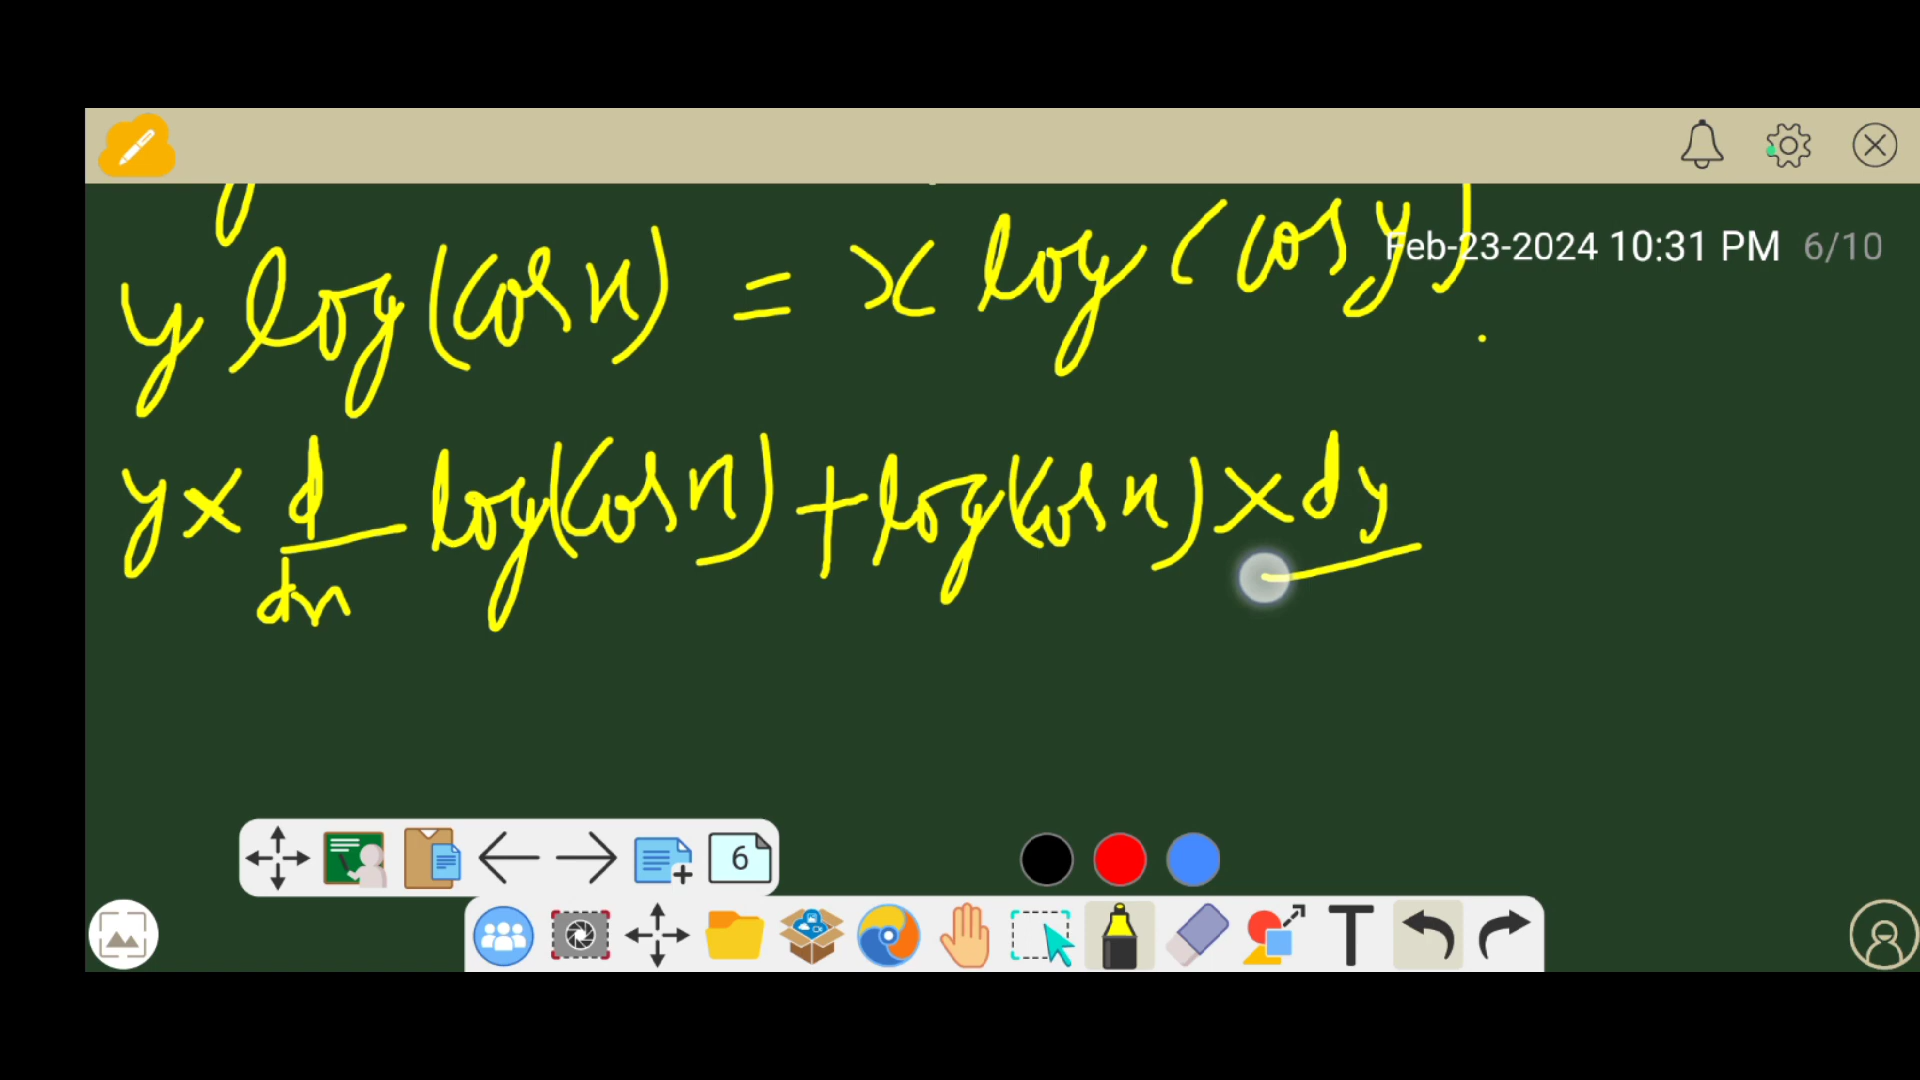 y log(cos x) = x log(cos y)
Feb-23-2024 10:31 PM 6/10
y × d/dx log(cos x) + log(cos x) × dy
6
T